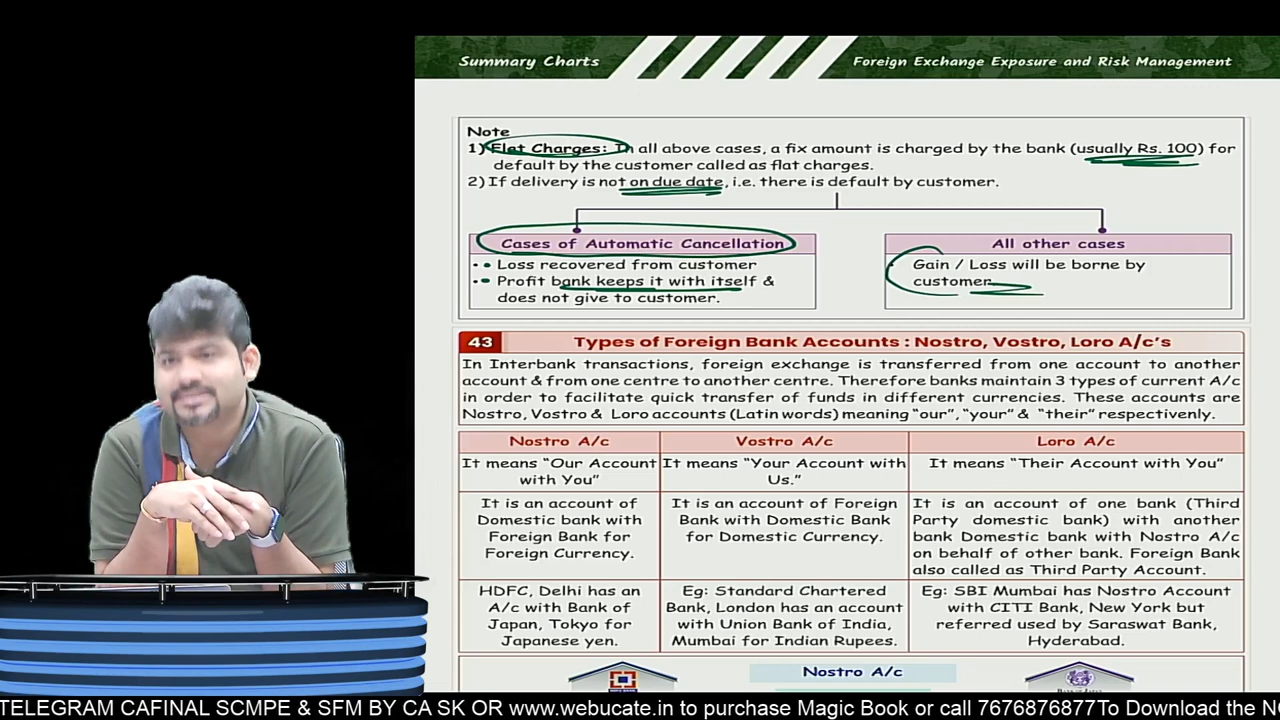 Summary Charts
Foreign Exchange Exposure and Risk Management
Note
1) Flat Charges: In all above cases, a fix amount is charged by the bank (usually Rs. 100) for
default by the customer called as flat charges.
2) If delivery is not on due date, i.e. there is default by customer.
Cases of Automatic Cancellation
• Loss recovered from customer
• Profit bank keeps it with itself &
does not give to customer.
All other cases
Gain / Loss will be borne by
customer
43 Types of Foreign Bank Accounts : Nostro, Vostro, Loro A/c's
In Interbank transactions, foreign exchange is transferred from one account to another
account & from one centre to another centre. Therefore banks maintain 3 types of current A/c
in order to facilitate quick transfer of funds in different currencies. These accounts are
Nostro, Vostro & Loro accounts (Latin words) meaning "our", "your" & "their" respectivenly.
Nostro A/c
It means "Our Account
with You"
It is an account of
Domestic bank with
Foreign Bank for
Foreign Currency.
HDFC, Delhi has an
A/c with Bank of
Japan, Tokyo for
Japanese yen.
Vostro A/c
It means "Your Account with
Us."
It is an account of Foreign
Bank with Domestic Bank
for Domestic Currency.
Eg: Standard Chartered
Bank, London has an account
with Union Bank of India,
Mumbai for Indian Rupees.
Loro A/c
It means "Their Account with You"
It is an account of one bank (Third
Party domestic bank) with another
bank Domestic bank with Nostro A/c
on behalf of other bank. Foreign Bank
also called as Third Party Account.
Eg: SBI Mumbai has Nostro Account
with CITI Bank, New York but
referred used by Saraswat Bank,
Hyderabad.
Nostro A/c
TELEGRAM CAFINAL SCMPE & SFM BY CA SK OR www.webucate.in to purchase Magic Book or call 7676876877To Download the NO